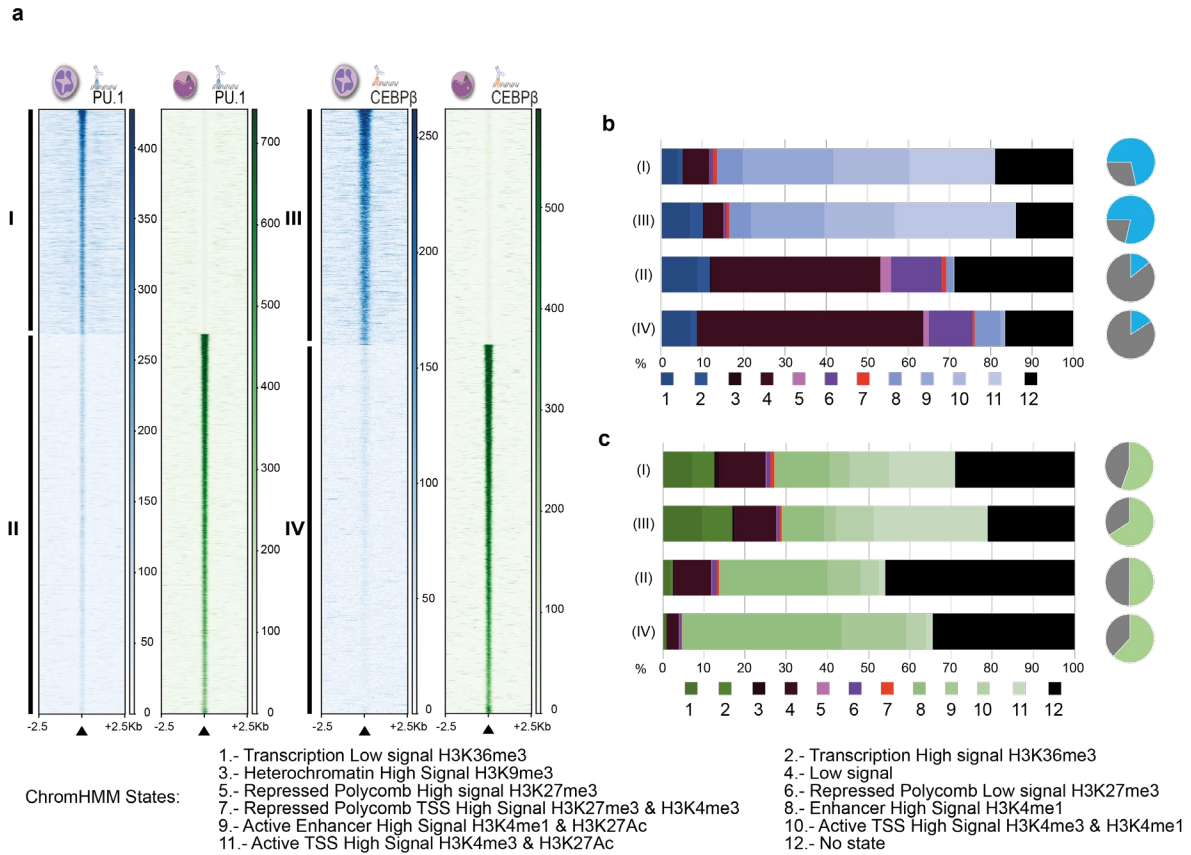 a
PU.1
PU.1
CEBPβ
CEBPβ
I
II
III
IV
400
350
300
250
200
150
100
50
0
700
600
500
400
300
200
100
0
250
200
150
100
50
0
500
400
300
200
100
0
-2.5 +2.5Kb
-2.5 +2.5Kb
-2.5 +2.5Kb
-2.5 +2.5Kb
b
(I)
(III)
(II)
(IV)
% 0 10 20 30 40 50 60 70 80 90 100
1 2 3 4 5 6 7 8 9 10 11 12
c
(I)
(III)
(II)
(IV)
% 0 10 20 30 40 50 60 70 80 90 100
1 2 3 4 5 6 7 8 9 10 11 12
ChromHMM States:
1.- Transcription Low signal H3K36me3
2.- Transcription High signal H3K36me3
3.- Heterochromatin High Signal H3K9me3
4.- Low signal
5.- Repressed Polycomb High signal H3K27me3
6.- Repressed Polycomb Low signal H3K27me3
7.- Repressed Polycomb TSS High Signal H3K27me3 & H3K4me3
8.- Enhancer High Signal H3K4me1
9.- Active Enhancer High Signal H3K4me1 & H3K27Ac
10.- Active TSS High Signal H3K4me3 & H3K4me1
11.- Active TSS High Signal H3K4me3 & H3K27Ac
12.- No state